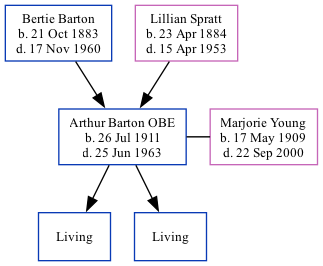 Bertie Barton
b. 21 Oct 1883
d. 17 Nov 1960
Lillian Spratt
b. 23 Apr 1884
d. 15 Apr 1953
Arthur Barton OBE
b. 26 Jul 1911
d. 25 Jun 1963
Marjorie Young
b. 17 May 1909
d. 22 Sep 2000
Living
Living